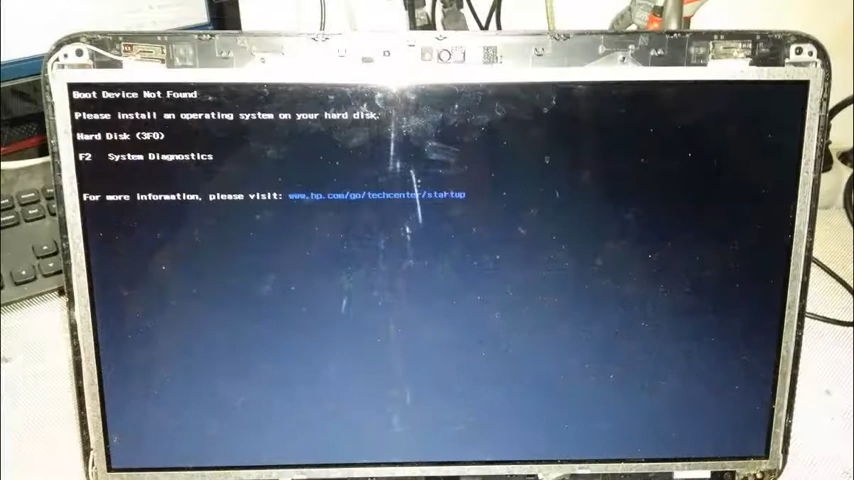 Boot Device Not Found
Please install an operating system on your hard disk.
Hard Disk (3F0)
F2 System Diagnostics
For more information, please visit: www.hp.com/go/techcenter/startup